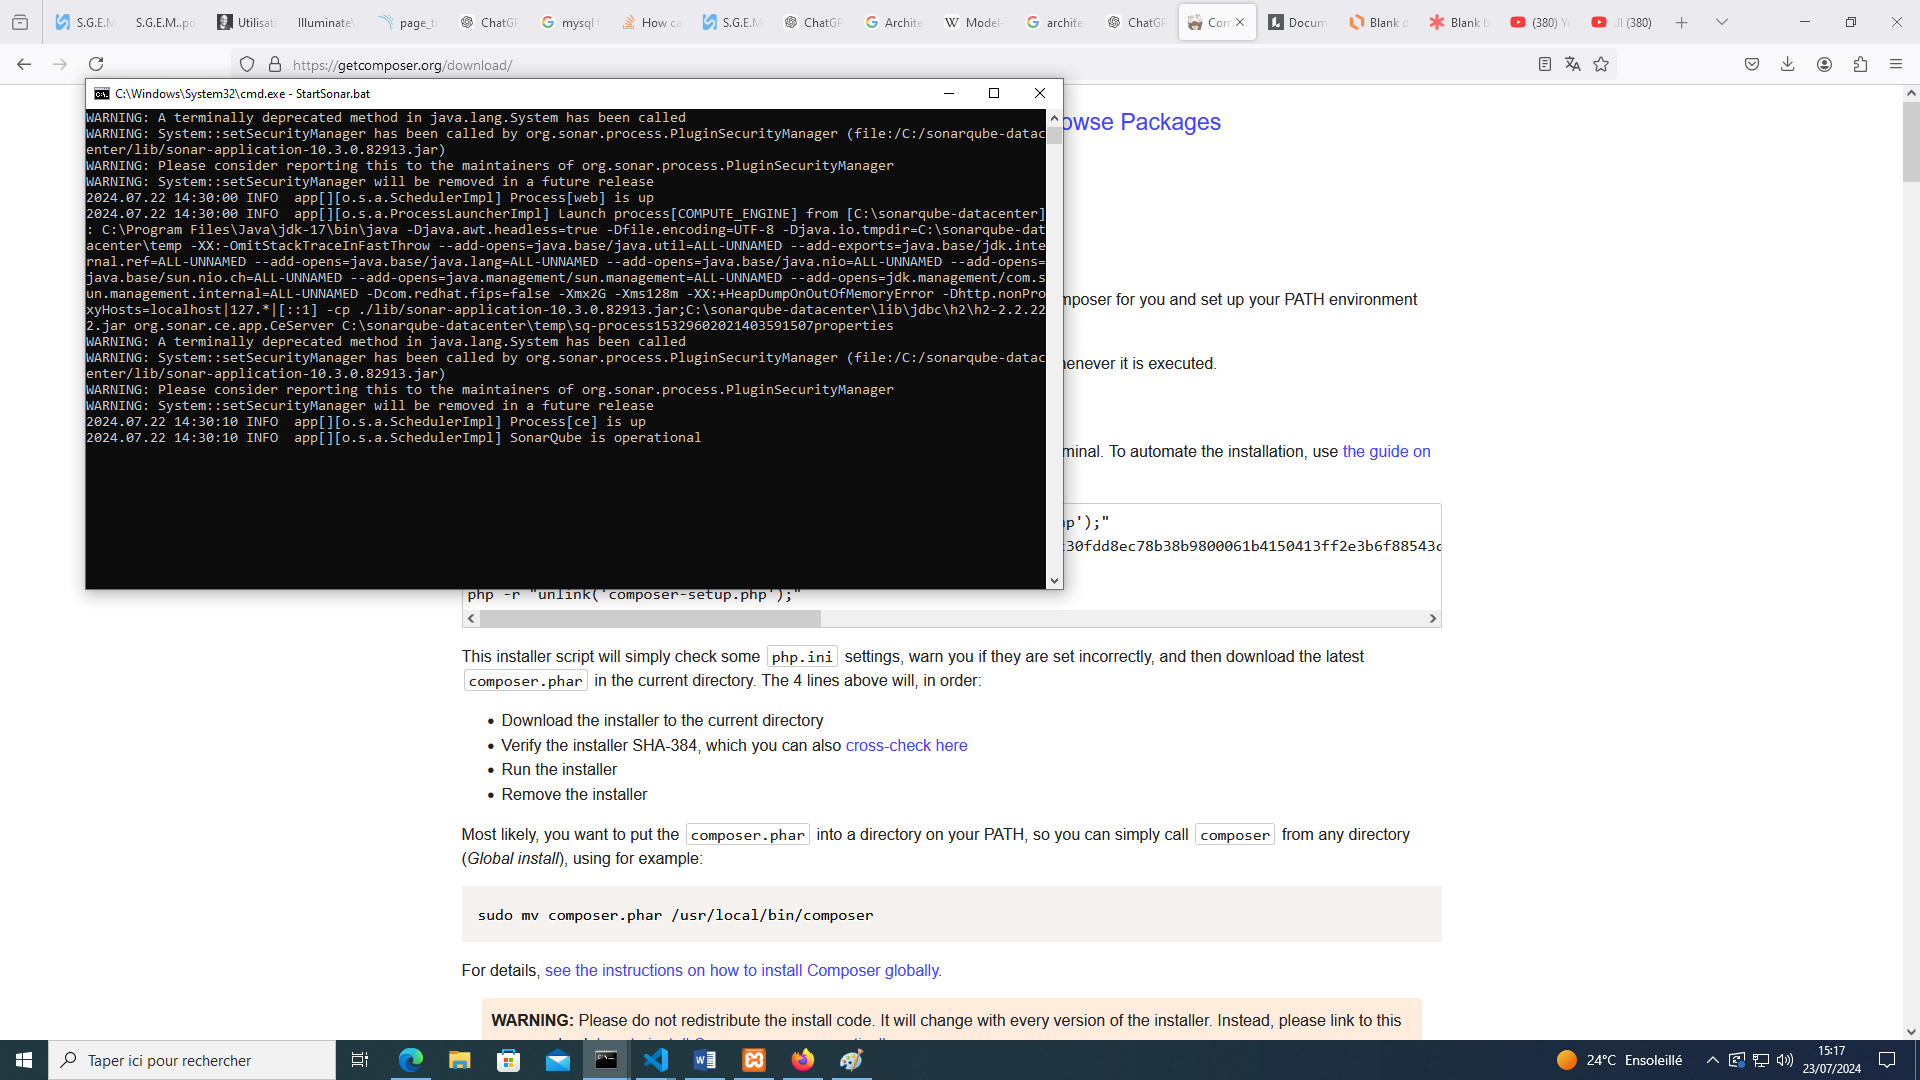 S.G.E.M
S.G.E.M..pd
Utilisati
Illuminate\
page_t
ChatGP
mysql
How ca
S.G.E.M
ChatGP
Archite
Model-
archite
ChatGP
Com
Docum
Blank d
Blank b
(380) Y
(380)
https://getcomposer.org/download/
C:\Windows\System32\cmd.exe - StartSonar.bat
WARNING: A terminally deprecated method in java.lang.System has been called
WARNING: System::setSecurityManager has been called by org.sonar.process.PluginSecurityManager (file:/C:/sonarqube-datac
enter/lib/sonar-application-10.3.0.82913.jar)
WARNING: Please consider reporting this to the maintainers of org.sonar.process.PluginSecurityManager
WARNING: System::setSecurityManager will be removed in a future release
2024.07.22 14:30:00 INFO  app[][o.s.a.SchedulerImpl] Process[web] is up
2024.07.22 14:30:00 INFO  app[][o.s.a.ProcessLauncherImpl] Launch process[COMPUTE_ENGINE] from [C:\sonarqube-datacenter]
: C:\Program Files\Java\jdk-17\bin\java -Djava.awt.headless=true -Dfile.encoding=UTF-8 -Djava.io.tmpdir=C:\sonarqube-dat
acenter\temp -XX:-OmitStackTraceInFastThrow --add-opens=java.base/java.util=ALL-UNNAMED --add-exports=java.base/jdk.inte
rnal.ref=ALL-UNNAMED --add-opens=java.base/java.lang=ALL-UNNAMED --add-opens=java.base/java.nio=ALL-UNNAMED --add-opens=
java.base/sun.nio.ch=ALL-UNNAMED --add-opens=java.management/sun.management=ALL-UNNAMED --add-opens=jdk.management/com.s
un.management.internal=ALL-UNNAMED -Dcom.redhat.fips=false -Xmx2G -Xms128m -XX:+HeapDumpOnOutOfMemoryError -Dhttp.nonPro
xyHosts=localhost|127.*|[::1] -cp ./lib/sonar-application-10.3.0.82913.jar;C:\sonarqube-datacenter\lib\jdbc\h2\h2-2.2.22
2.jar org.sonar.ce.app.CeServer C:\sonarqube-datacenter\temp\sq-process15329602021403591507properties
WARNING: A terminally deprecated method in java.lang.System has been called
WARNING: System::setSecurityManager has been called by org.sonar.process.PluginSecurityManager (file:/C:/sonarqube-datac
enter/lib/sonar-application-10.3.0.82913.jar)
WARNING: Please consider reporting this to the maintainers of org.sonar.process.PluginSecurityManager
WARNING: System::setSecurityManager will be removed in a future release
2024.07.22 14:30:10 INFO  app[][o.s.a.SchedulerImpl] Process[ce] is up
2024.07.22 14:30:10 INFO  app[][o.s.a.SchedulerImpl] SonarQube is operational
owse Packages
mposer for you and set up your PATH environment
henever it is executed.
minal. To automate the installation, use the guide on
hp');"
30fdd8ec78b38b9800061b4150413ff2e3b6f88543c
php -r "unlink('composer-setup.php');"
This installer script will simply check some php.ini settings, warn you if they are set incorrectly, and then download the latest
composer.phar in the current directory. The 4 lines above will, in order:
• Download the installer to the current directory
• Verify the installer SHA-384, which you can also cross-check here
• Run the installer
• Remove the installer
Most likely, you want to put the composer.phar into a directory on your PATH, so you can simply call composer from any directory
(Global install), using for example:
sudo mv composer.phar /usr/local/bin/composer
For details, see the instructions on how to install Composer globally.
WARNING: Please do not redistribute the install code. It will change with every version of the installer. Instead, please link to this
Taper ici pour rechercher
24°C Ensoleillé
15:17
23/07/2024